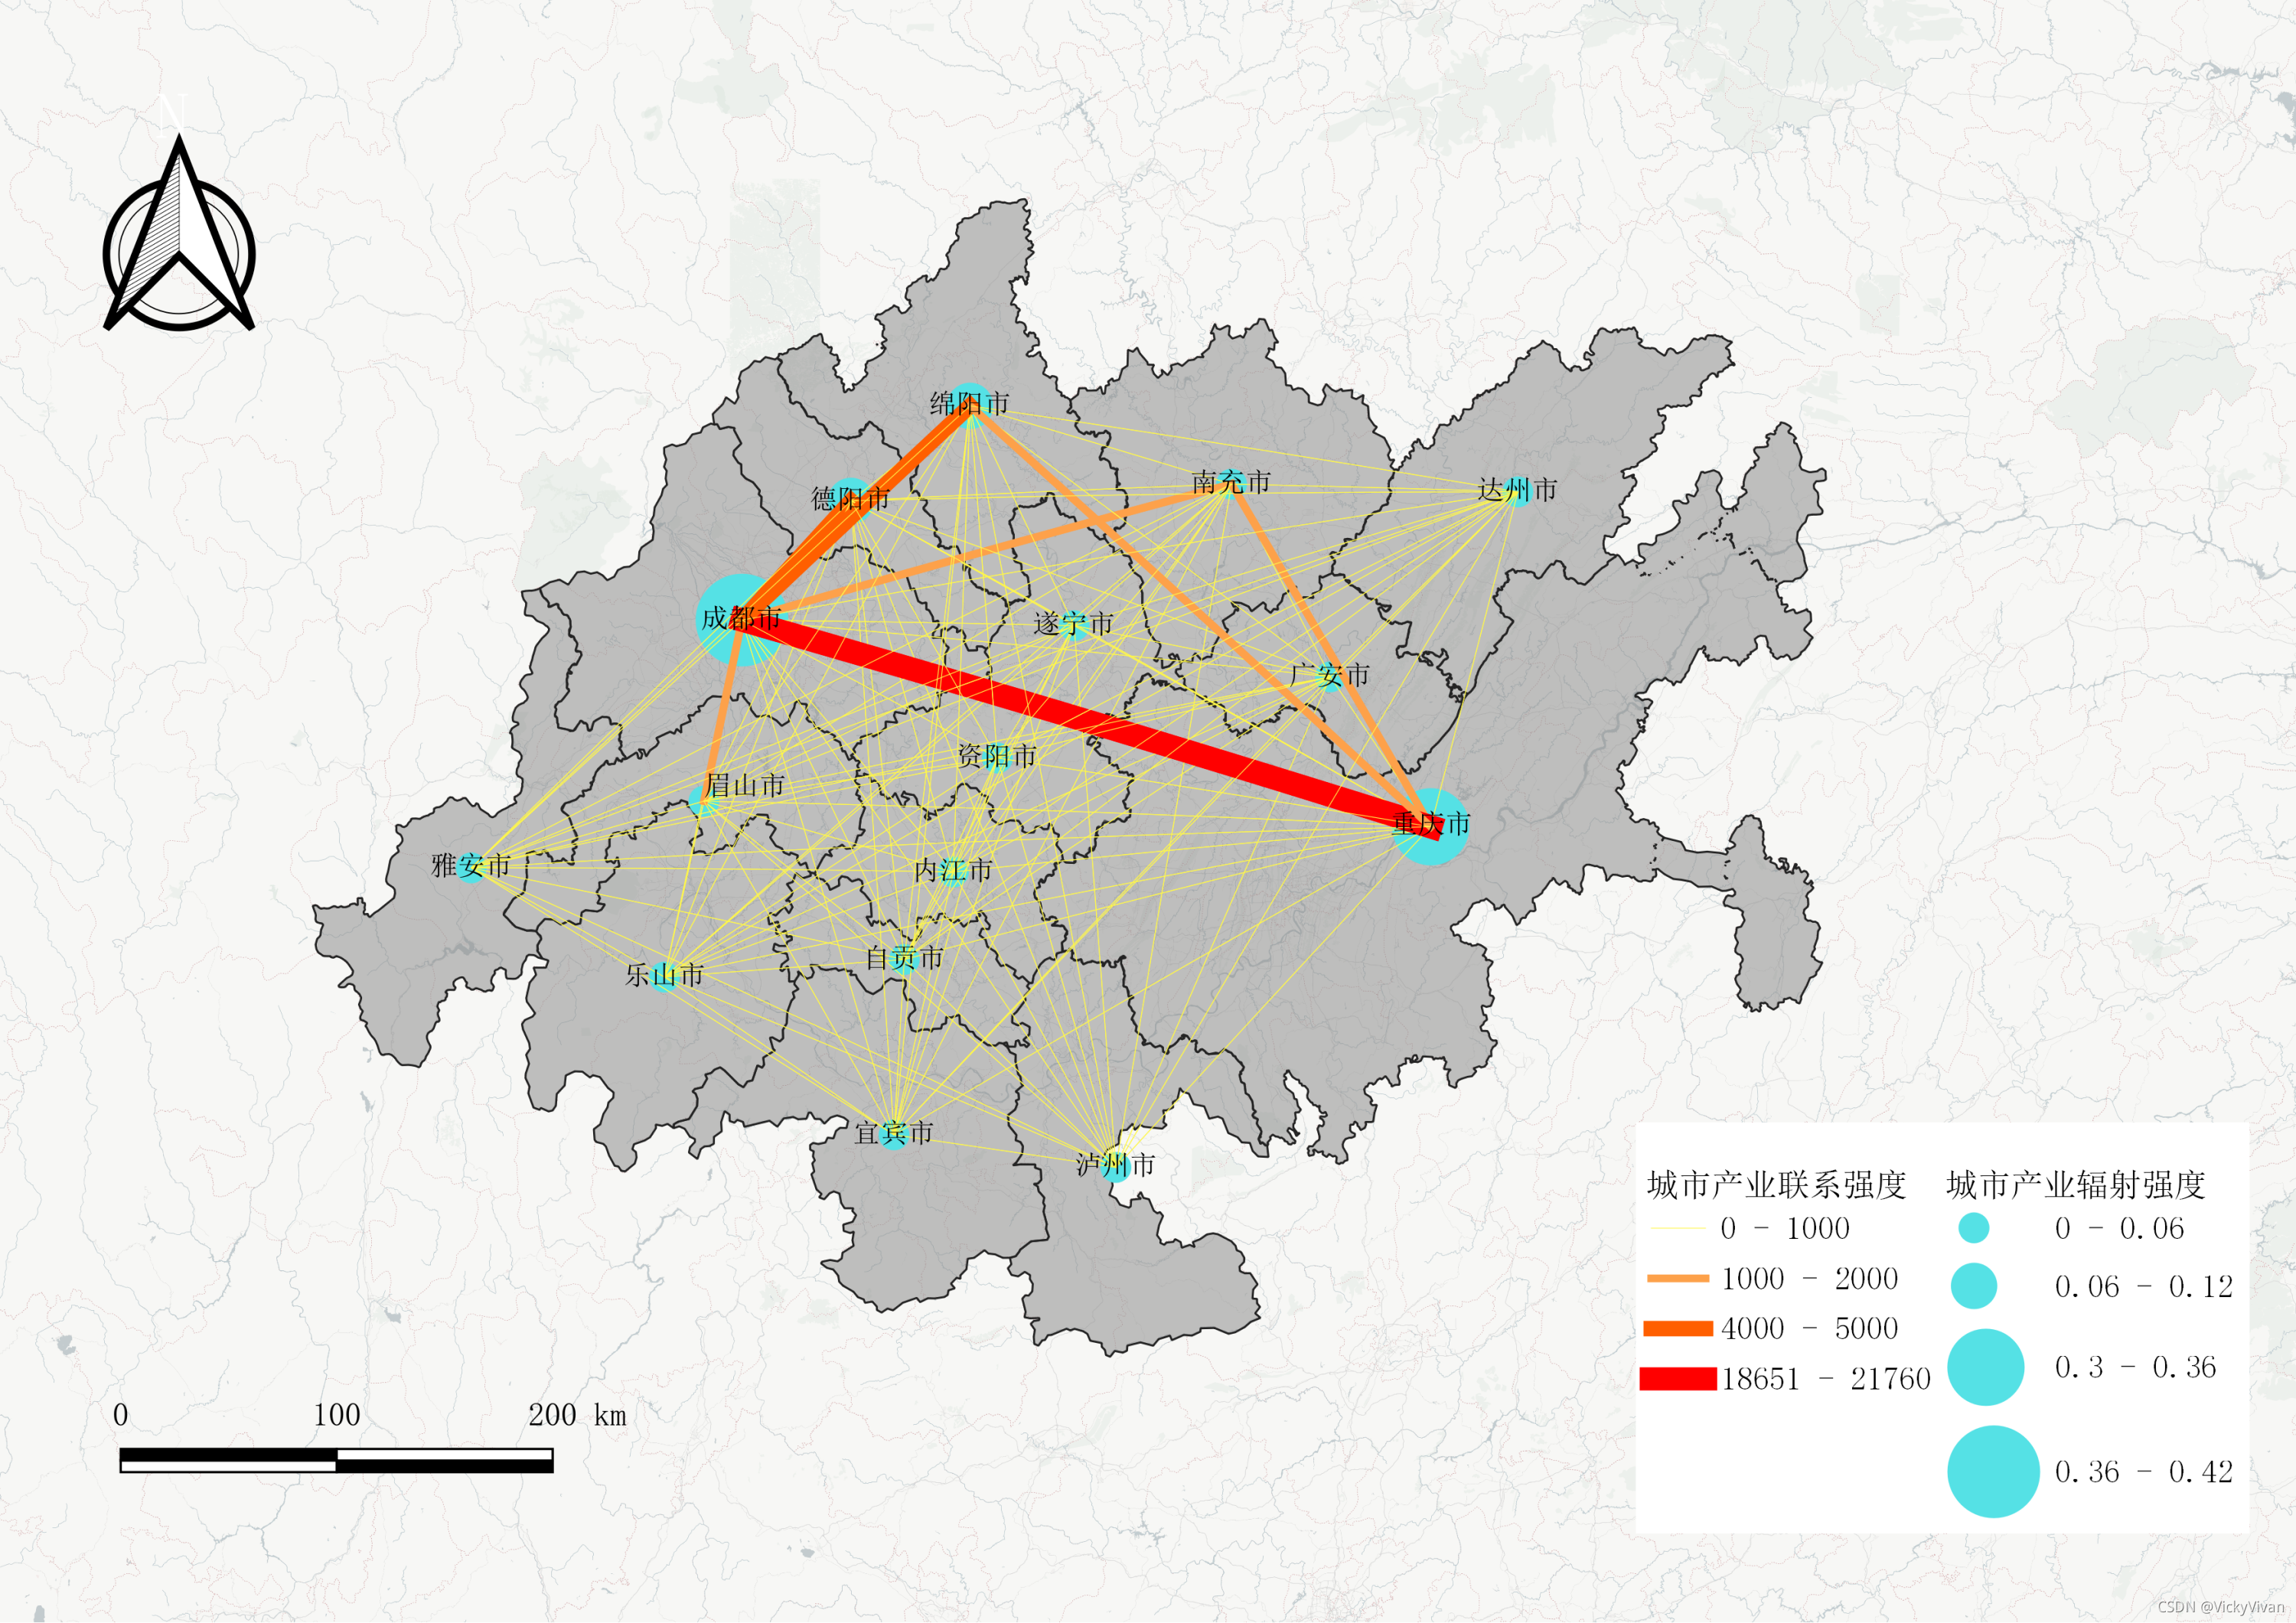 N
绵阳市
南充市
达州市
德阳市
成都市
遂宁市
广安市
资阳市
眉山市
重庆市
雅安市
内江市
自贡市
乐山市
宜宾市
泸州市
城市产业联系强度
0 - 1000
1000 - 2000
4000 - 5000
18651 - 21760
城市产业辐射强度
0 - 0.06
0.06 - 0.12
0.3 - 0.36
0.36 - 0.42
0 100 200 km
CSDN @VickyVivan